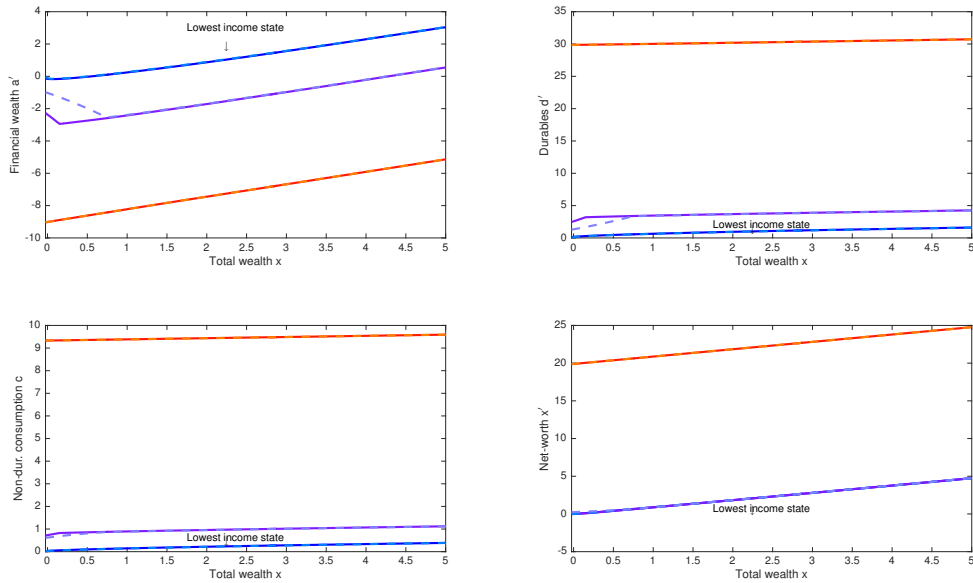 4
2
0
-2
-4
-6
-8
-10
Financial wealth a′
Lowest income state
↓
0 0.5 1 1.5 2 2.5 3 3.5 4 4.5 5
Total wealth x
35
30
25
20
15
10
5
0
Durables d′
Lowest income state
0 0.5 1 1.5 2 2.5 3 3.5 4 4.5 5
Total wealth x
10
9
8
7
6
5
4
3
2
1
0
Non-dur. consumption c
Lowest income state
↓
0 0.5 1 1.5 2 2.5 3 3.5 4 4.5 5
Total wealth x
25
20
15
10
5
0
-5
Net-worth x′
Lowest income state
0 0.5 1 1.5 2 2.5 3 3.5 4 4.5 5
Total wealth x